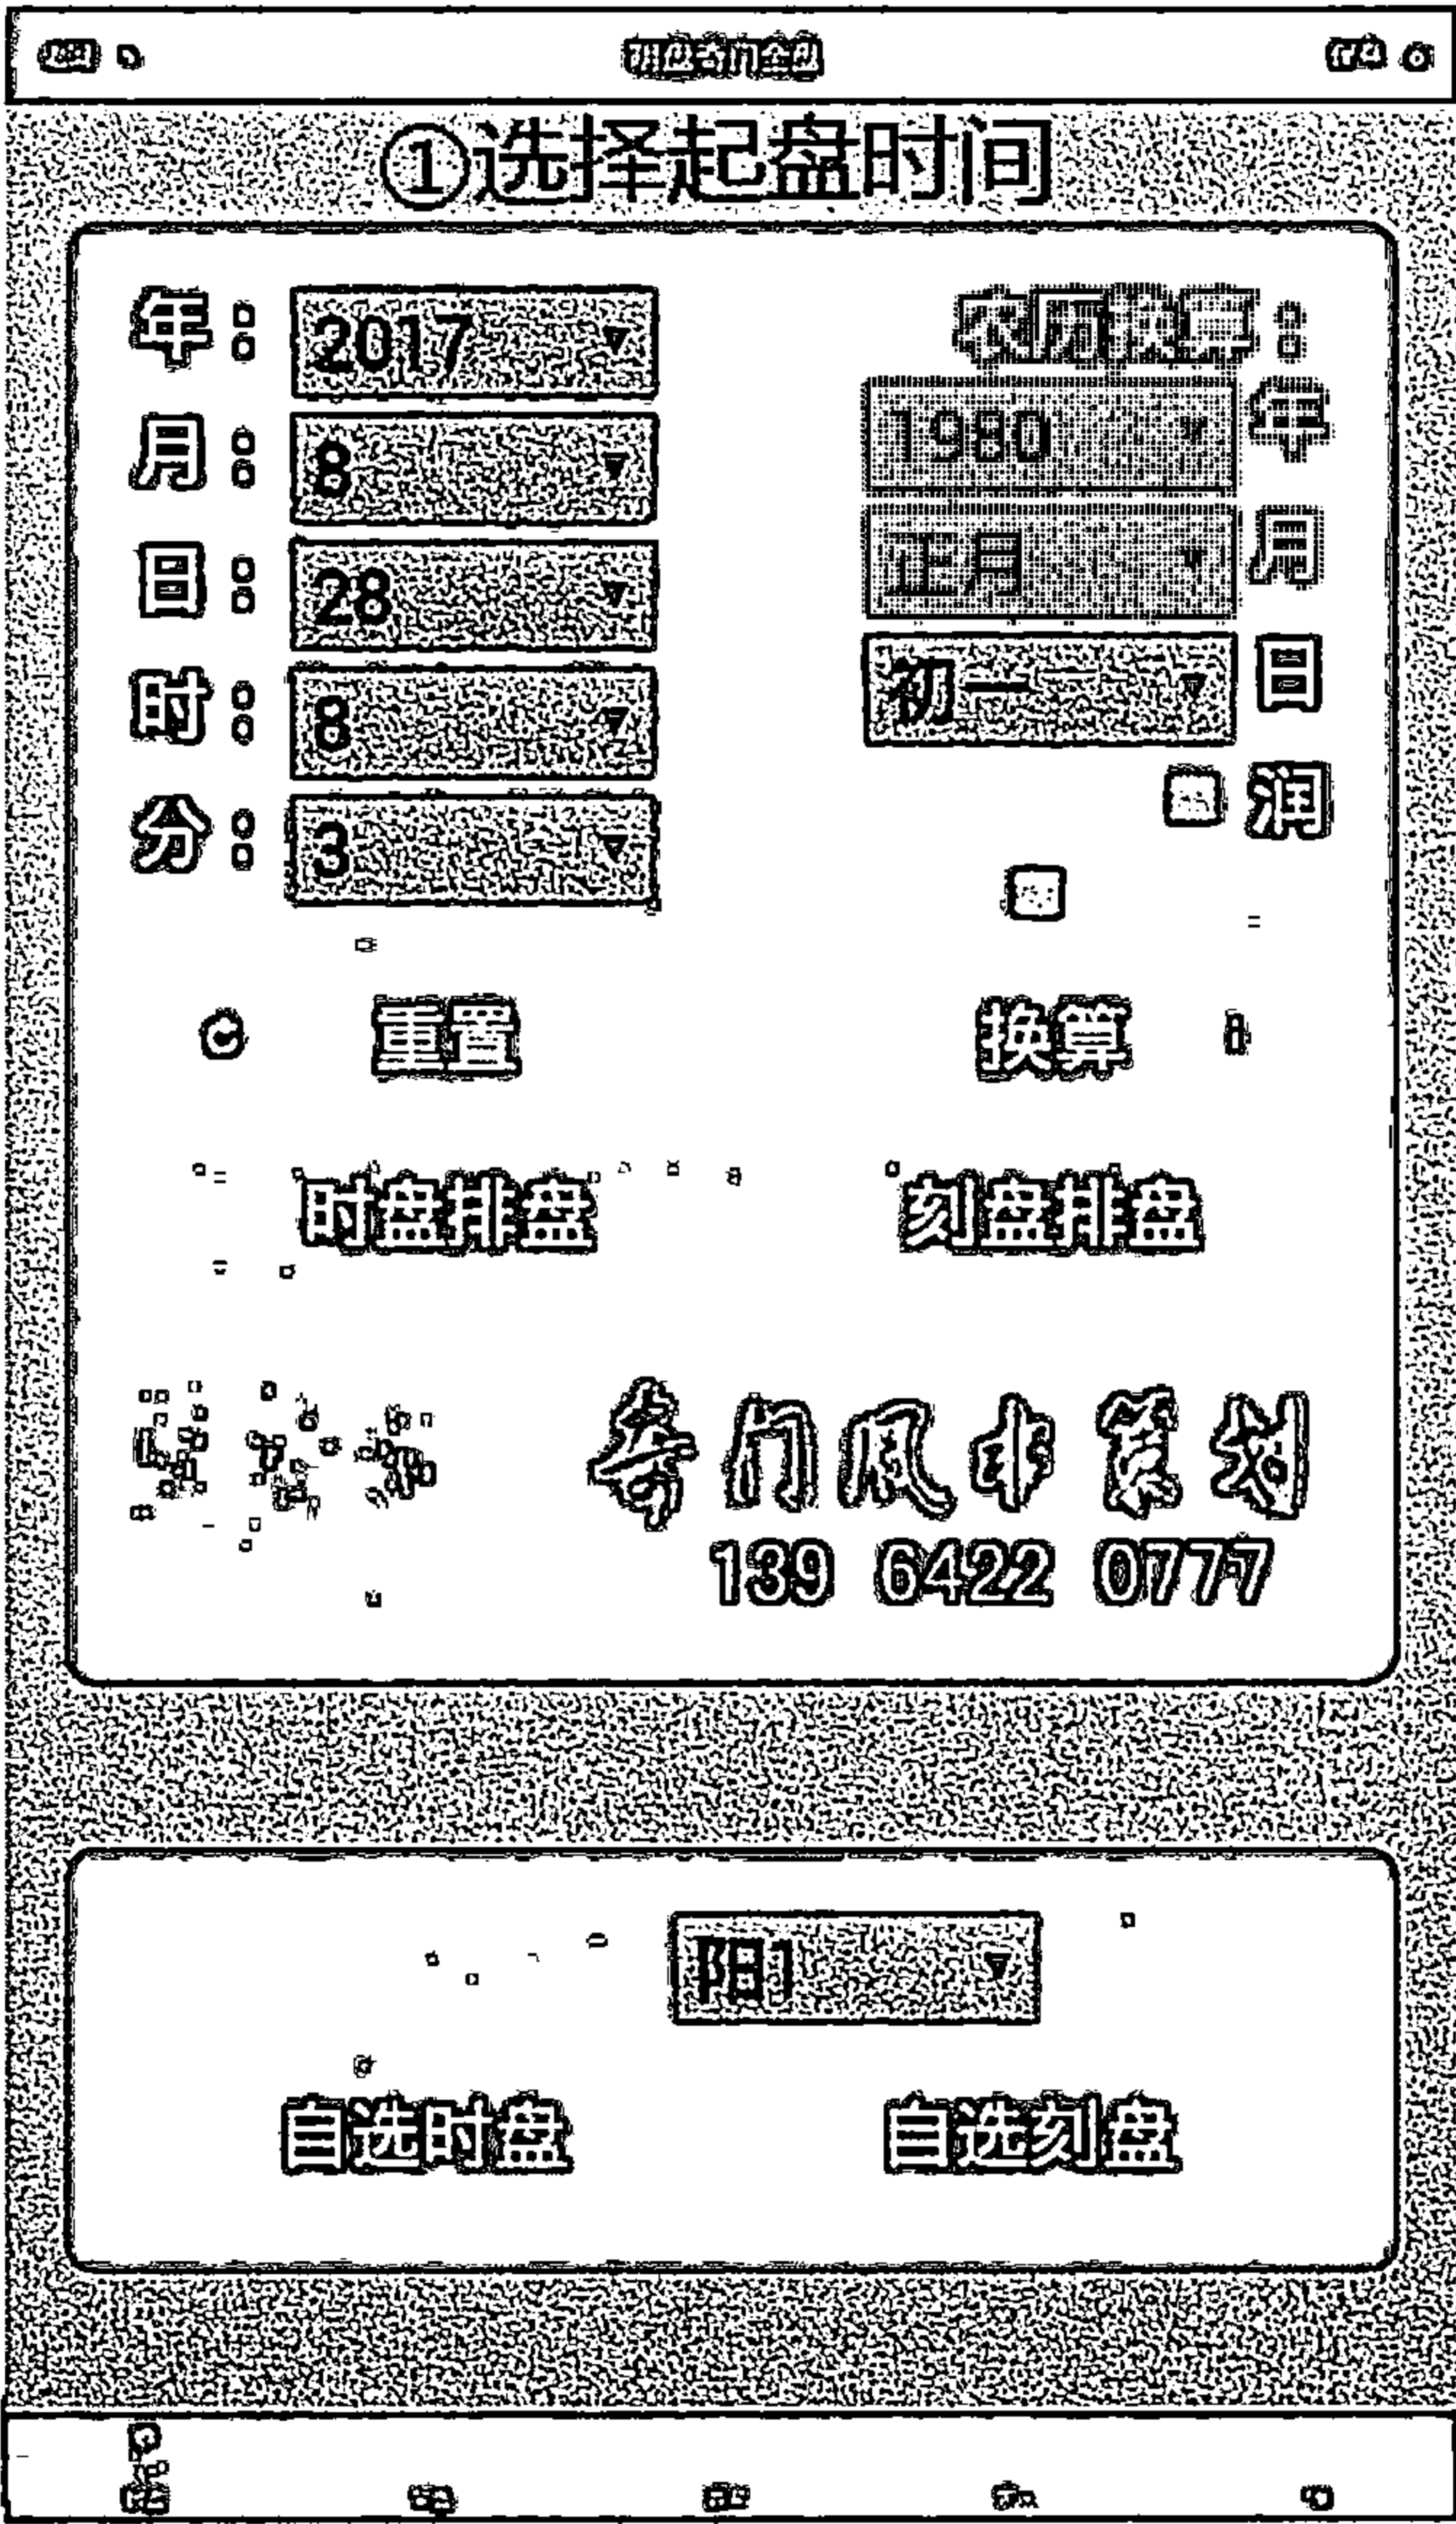 ①选择起盘时间
年：2017
月：8
日：28
时：8
分：3
农历换算：
1980 年
正月 月
初一 日
润
重置 换算
时盘排盘 刻盘排盘
奇门风水策划
139 6422 0777
阳1
自选时盘 自选刻盘